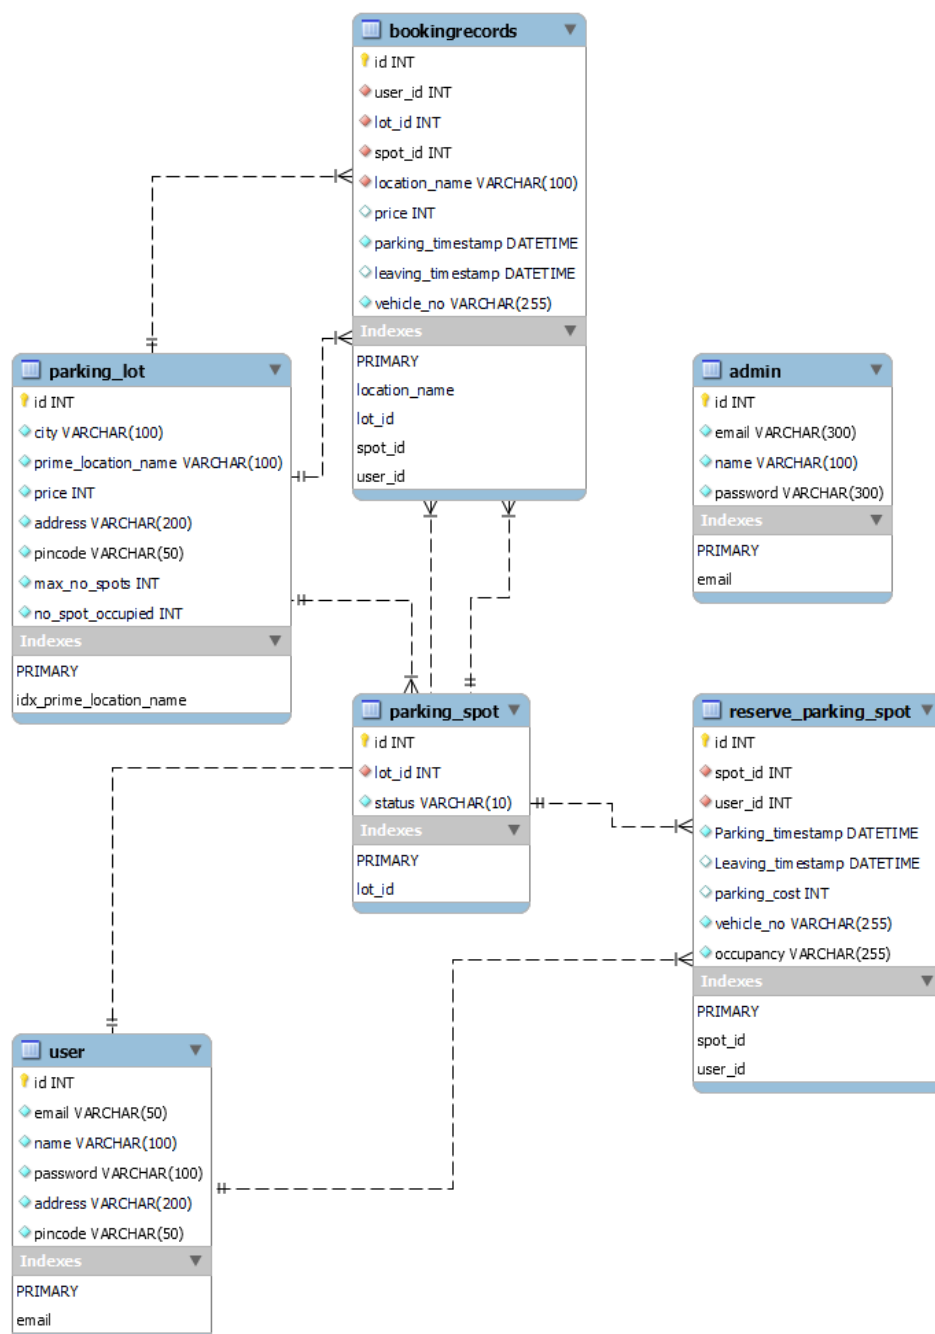 bookingrecords
id INT
user_id INT
lot_id INT
spot_id INT
location_name VARCHAR(100)
price INT
parking_timestamp DATETIME
leaving_timestamp DATETIME
vehicle_no VARCHAR(255)
Indexes
PRIMARY
location_name
lot_id
spot_id
user_id
parking_lot
id INT
city VARCHAR(100)
prime_location_name VARCHAR(100)
price INT
address VARCHAR(200)
pincode VARCHAR(50)
max_no_spots INT
no_spot_occupied INT
Indexes
PRIMARY
idx_prime_location_name
admin
id INT
email VARCHAR(300)
name VARCHAR(100)
password VARCHAR(300)
Indexes
PRIMARY
email
parking_spot
id INT
lot_id INT
status VARCHAR(10)
Indexes
PRIMARY
lot_id
reserve_parking_spot
id INT
spot_id INT
user_id INT
Parking_timestamp DATETIME
Leaving_timestamp DATETIME
parking_cost INT
vehicle_no VARCHAR(255)
occupancy VARCHAR(255)
Indexes
PRIMARY
spot_id
user_id
user
id INT
email VARCHAR(50)
name VARCHAR(100)
password VARCHAR(100)
address VARCHAR(200)
pincode VARCHAR(50)
Indexes
PRIMARY
email